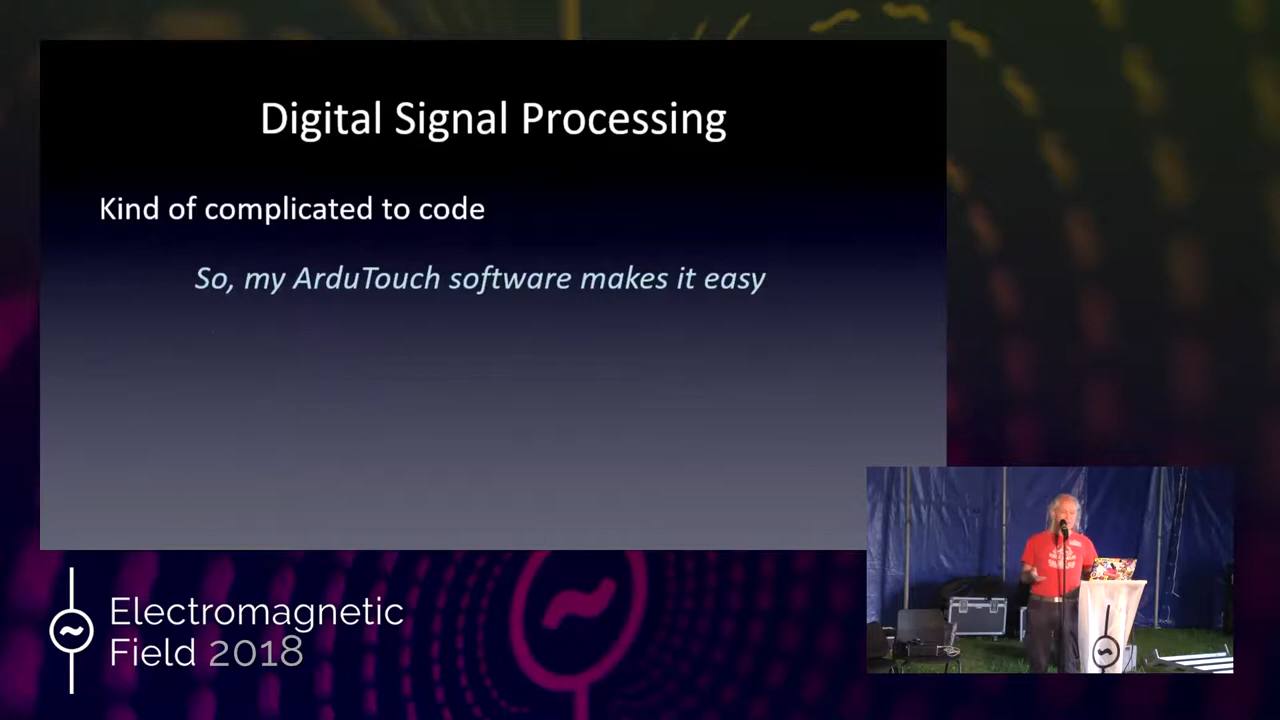 Digital Signal Processing
Kind of complicated to code
So, my ArduTouch software makes it easy
Electromagnetic
Field 2018